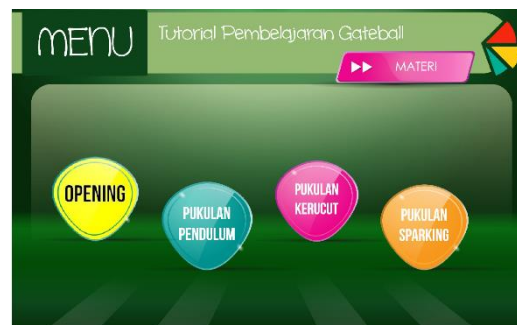 MENU
Tutorial Pembelajaran Gateball
MATERI
OPENING
PUKULAN
PENDULUM
PUKULAN
KERUCUT
PUKULAN
SPARKING